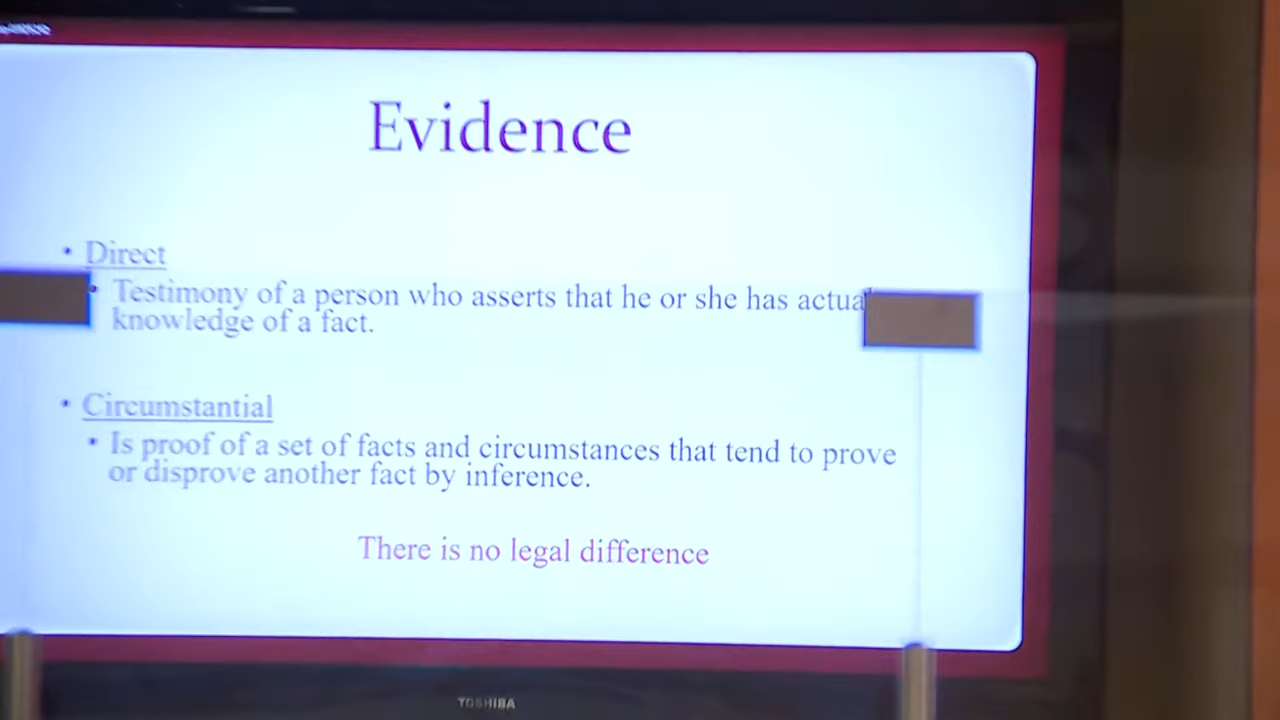 Evidence
• Direct
• Testimony of a person who asserts that he or she has actual
knowledge of a fact.
• Circumstantial
• Is proof of a set of facts and circumstances that tend to prove
or disprove another fact by inference.
There is no legal difference
TOSHIBA